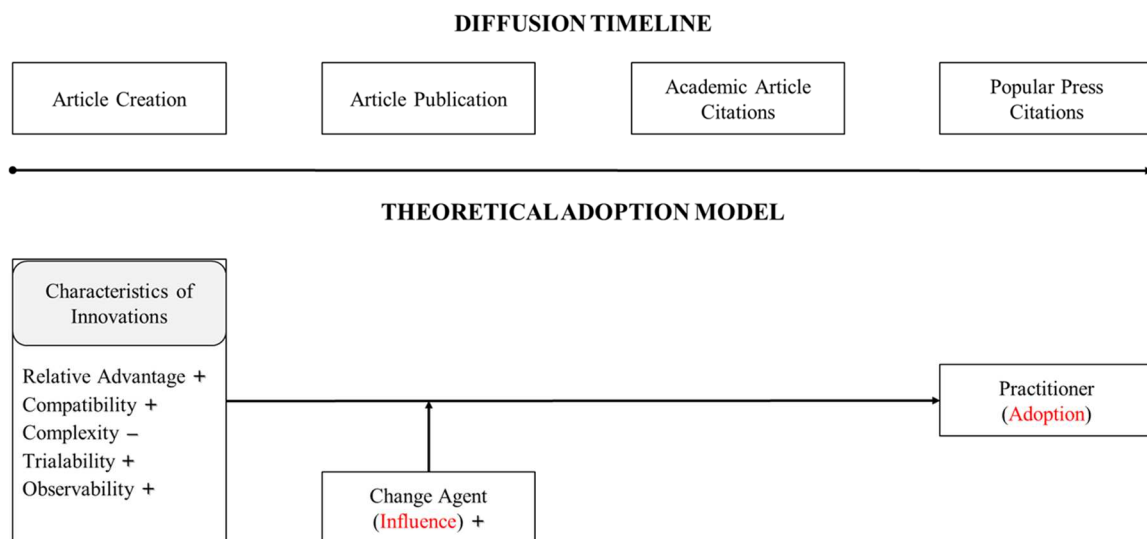 DIFFUSION TIMELINE
Article Creation
Article Publication
Academic Article
Citations
Popular Press
Citations
THEORETICAL ADOPTION MODEL
Characteristics of
Innovations
Relative Advantage +
Compatibility +
Complexity –
Trialability +
Observability +
Change Agent
(Influence) +
Practitioner
(Adoption)